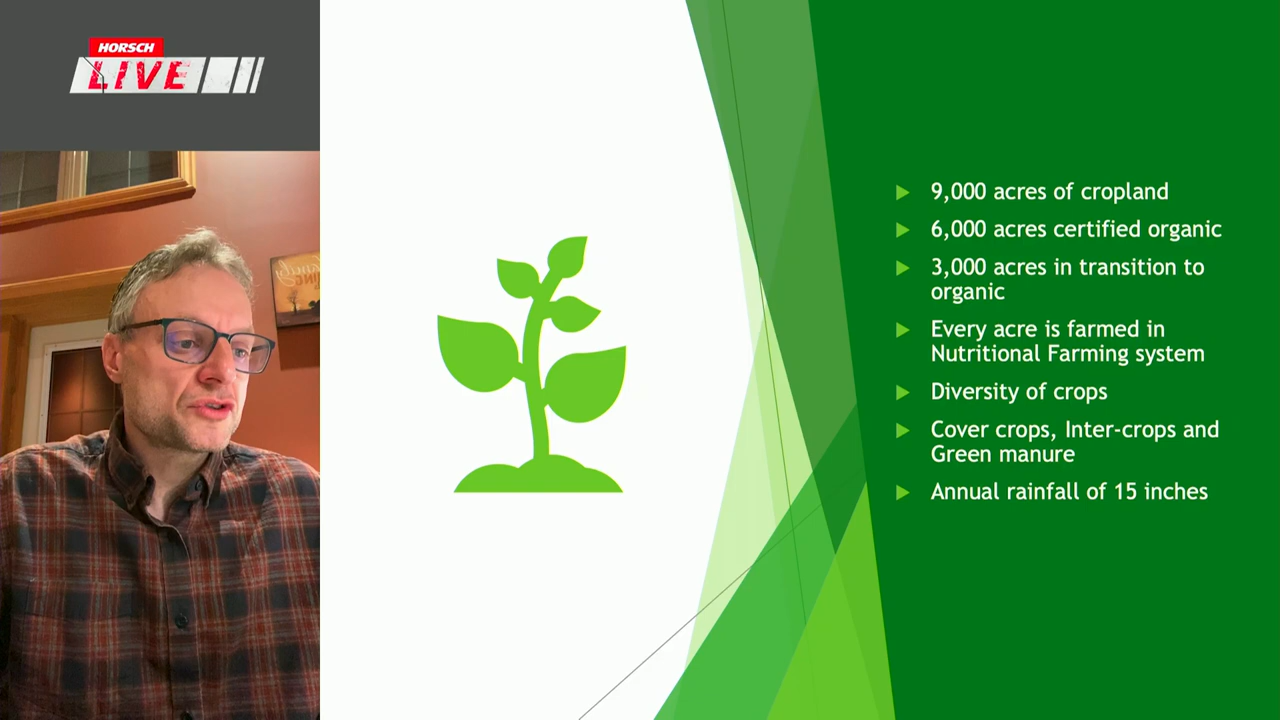 HORSCH
LIVE
9,000 acres of cropland
6,000 acres certified organic
3,000 acres in transition to
organic
Every acre is farmed in
Nutritional Farming system
Diversity of crops
Cover crops, Inter-crops and
Green manure
Annual rainfall of 15 inches